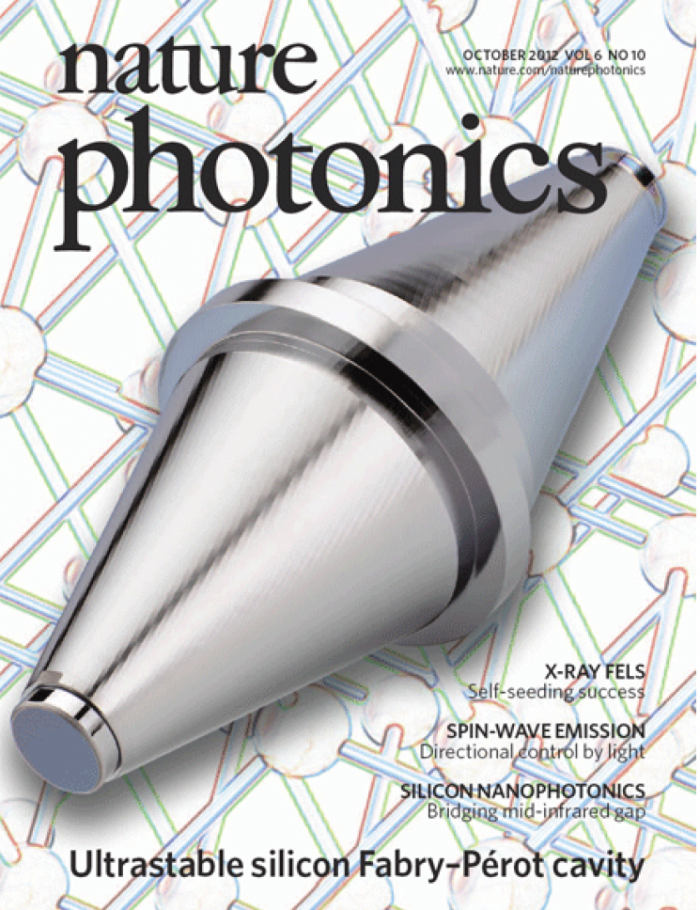 nature
OCTOBER 2012 VOL 6 NO 10
www.nature.com/naturephotonics
photonics
X-RAY FELS
Self-seeding success
SPIN-WAVE EMISSION
Directional control by light
SILICON NANOPHOTONICS
Bridging mid-infrared gap
Ultrastable silicon Fabry–Pérot cavity